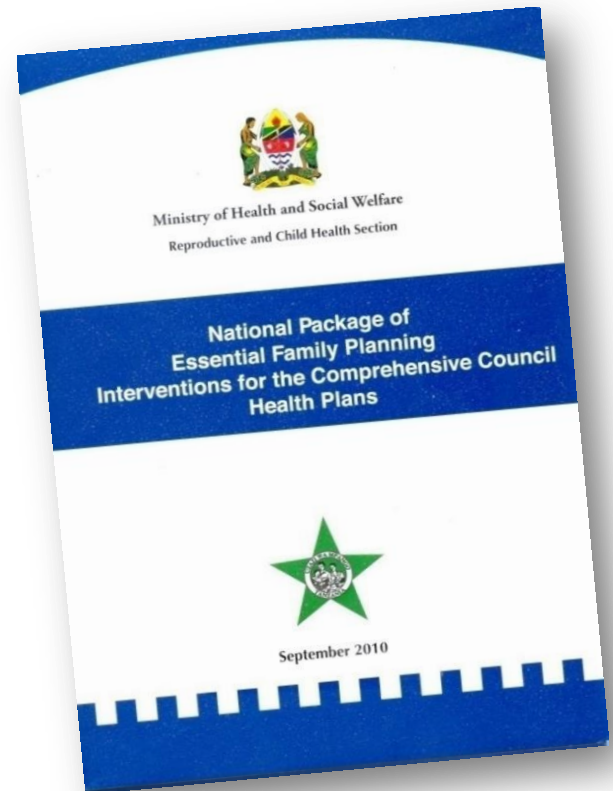 Ministry of Health and Social Welfare
Reproductive and Child Health Section
National Package of
Essential Family Planning
Interventions for the Comprehensive Council
Health Plans
September 2010